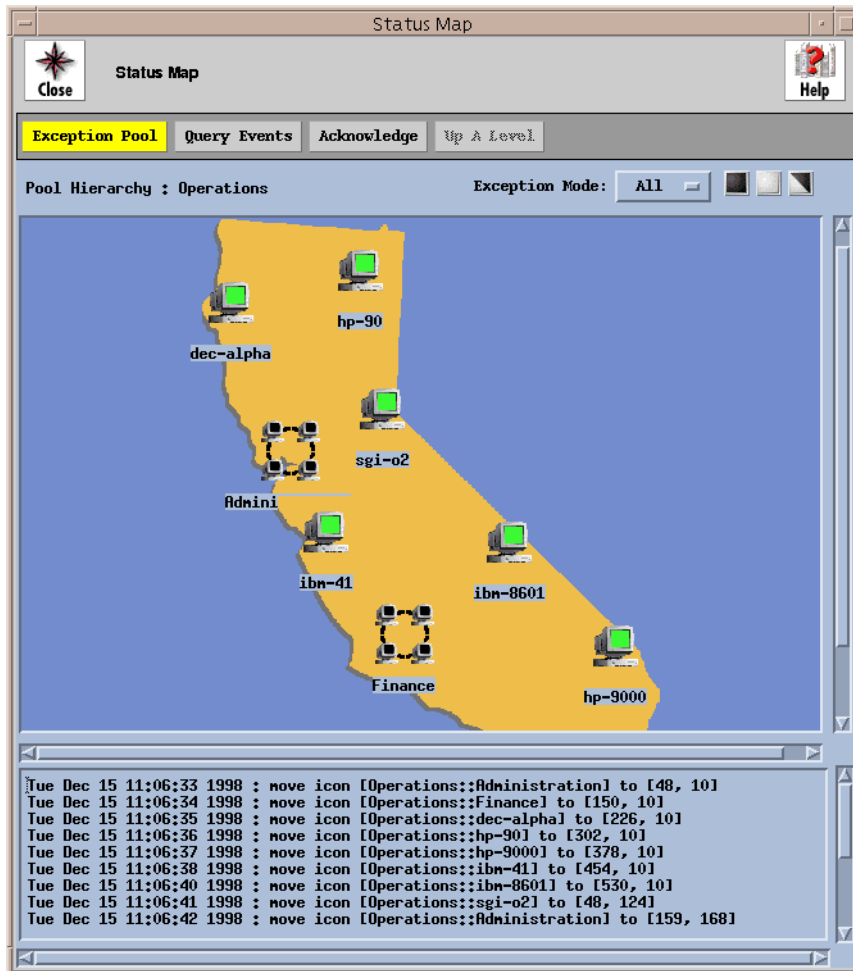 Status Map
Close
Status Map
Help
Exception Pool
Query Events
Acknowledge
Up A Level
Pool Hierarchy : Operations
Exception Mode:
All
hp-90
dec-alpha
sgi-o2
Admini
ibm-41
ibm-8601
Finance
hp-9000
Tue Dec 15 11:06:33 1998 : move icon [Operations::Administration] to [48, 10]
Tue Dec 15 11:06:34 1998 : move icon [Operations::Finance] to [150, 10]
Tue Dec 15 11:06:35 1998 : move icon [Operations::dec-alpha] to [226, 10]
Tue Dec 15 11:06:36 1998 : move icon [Operations::hp-90] to [302, 10]
Tue Dec 15 11:06:37 1998 : move icon [Operations::hp-9000] to [378, 10]
Tue Dec 15 11:06:38 1998 : move icon [Operations::ibm-41] to [454, 10]
Tue Dec 15 11:06:40 1998 : move icon [Operations::ibm-8601] to [530, 10]
Tue Dec 15 11:06:41 1998 : move icon [Operations::sgi-o2] to [48, 124]
Tue Dec 15 11:06:42 1998 : move icon [Operations::Administration] to [159, 168]